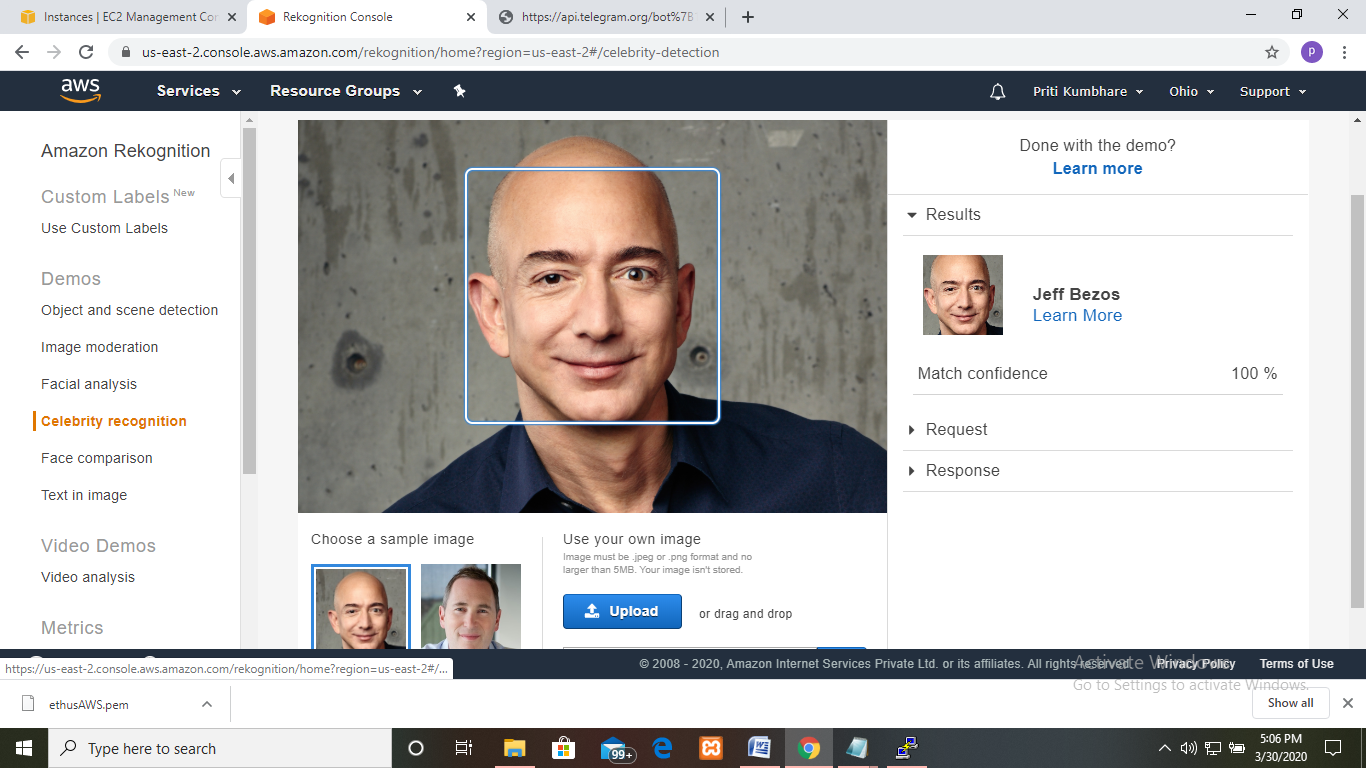 Instances | EC2 Management Con
Rekognition Console
https://api.telegram.org/bot%7B
us-east-2.console.aws.amazon.com/rekognition/home?region=us-east-2#/celebrity-detection
P
aws
Services
Resource Groups
Priti Kumbhare
Ohio
Support
Amazon Rekognition
Custom Labels New
Use Custom Labels
Demos
Object and scene detection
Image moderation
Facial analysis
Celebrity recognition
Face comparison
Text in image
Video Demos
Video analysis
Metrics
Choose a sample image
Use your own image
Image must be .jpeg or .png format and no
larger than 5MB. Your image isn't stored.
Upload
or drag and drop
Done with the demo?
Learn more
Results
Jeff Bezos
Learn More
Match confidence
100 %
Request
Response
https://us-east-2.console.aws.amazon.com/rekognition/home?region=us-east-2#/...
© 2008 - 2020, Amazon Internet Services Private Ltd. or its affiliates. All rights reserved.
Privacy Policy
Terms of Use
Activate Windows
Go to Settings to activate Windows.
ethusAWS.pem
Show all
Type here to search
99+
5:06 PM
3/30/2020